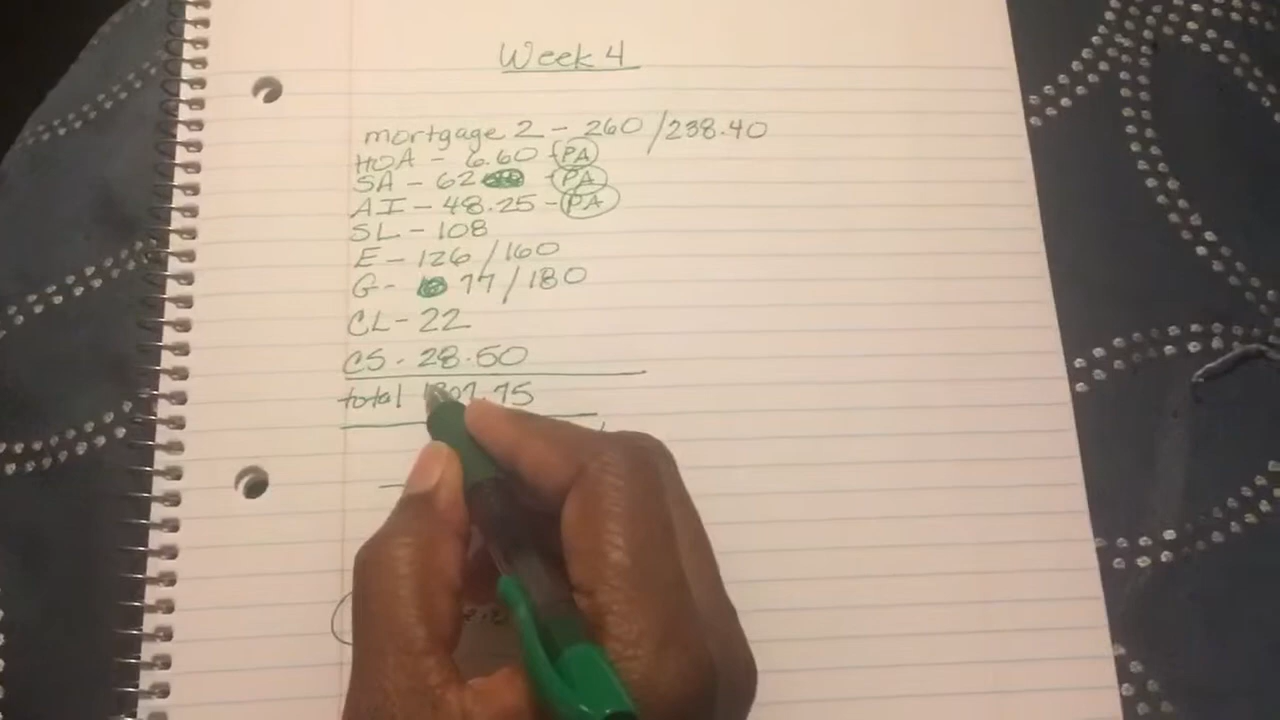 Week 4
mortgage 2 - 260 /238.40
HOA - 6.60 - PA
SA - 62 - PA
AI - 48.25 - PA
SL - 108
E - 126 /160
G - 77/180
CL - 22
CS - 28.50
total